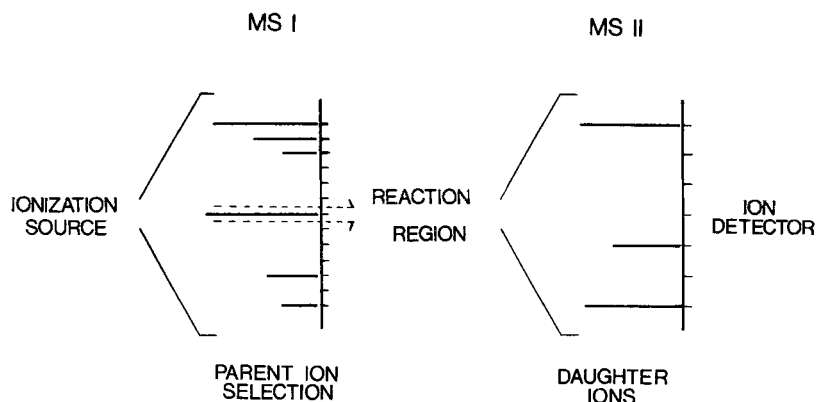 MS I
MS II
IONIZATION
SOURCE
REACTION
REGION
ION
DETECTOR
PARENT ION
SELECTION
DAUGHTER
IONS